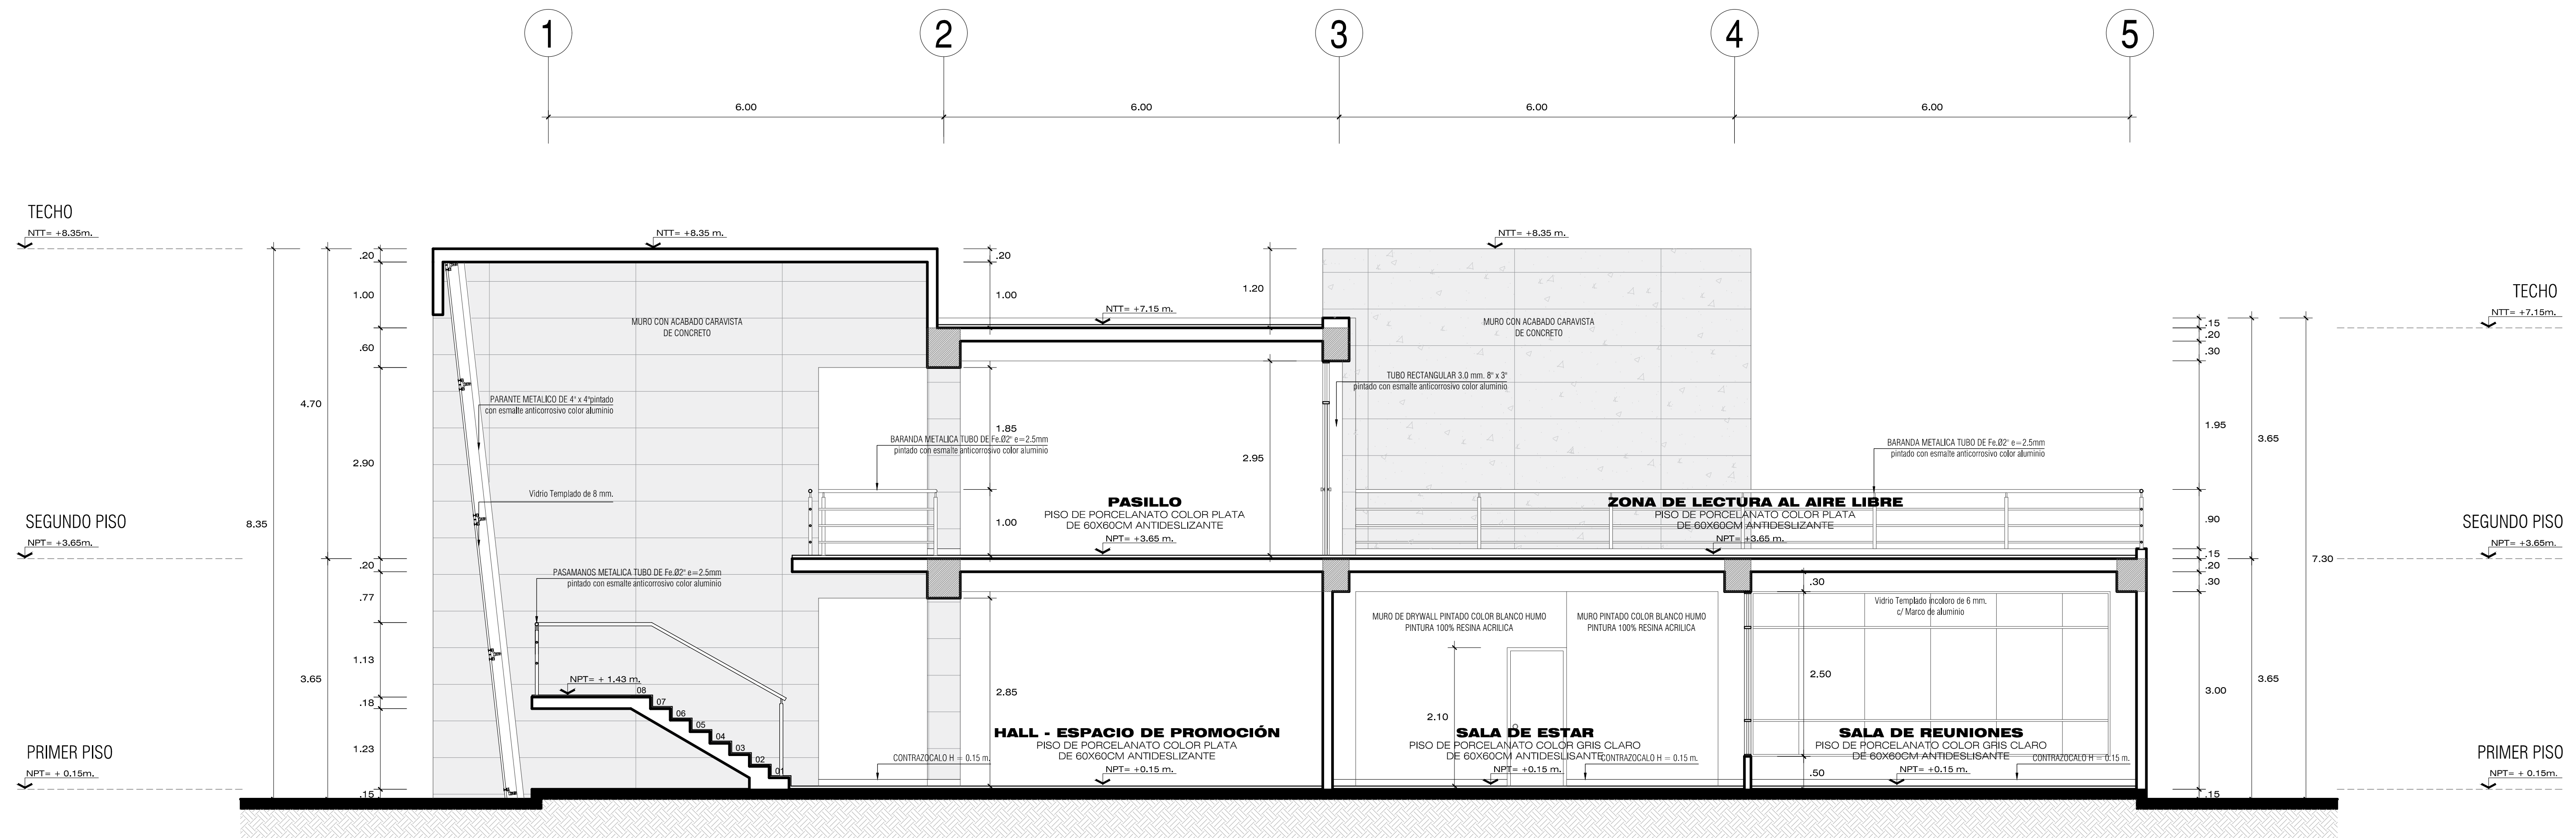 1
2
3
4
5
6.00
6.00
6.00
6.00
TECHO
NTT= +8.35m.
SEGUNDO PISO
NPT= +3.65m.
PRIMER PISO
NPT= + 0.15m.
8.35
4.70
3.65
.20
1.00
.60
2.90
.20
.77
1.13
.18
1.23
.15
NTT= +8.35 m.
MURO CON ACABADO CARAVISTA
DE CONCRETO
PARANTE METALICO DE 4" x 4"pintado
con esmalte anticorrosivo color aluminio
Vidrio Templado de 8 mm.
PASAMANOS METALICA TUBO DE Fe.Ø2" e=2.5mm
pintado con esmalte anticorrosivo color aluminio
NPT= + 1.43 m.
08
07
06
05
04
03
02
01
BARANDA METALICA TUBO DE Fe.Ø2" e=2.5mm
pintado con esmalte anticorrosivo color aluminio
CONTRAZOCALO H = 0.15 m.
.20
1.00
1.85
1.00
2.85
NTT= +7.15 m.
1.20
2.95
PASILLO
PISO DE PORCELANATO COLOR PLATA
DE 60X60CM ANTIDESLIZANTE
NPT= +3.65 m.
HALL - ESPACIO DE PROMOCIÓN
PISO DE PORCELANATO COLOR PLATA
DE 60X60CM ANTIDESLIZANTE
NPT= +0.15 m.
NTT= +8.35 m.
MURO CON ACABADO CARAVISTA
DE CONCRETO
TUBO RECTANGULAR 3.0 mm. 8" x 3"
pintado con esmalte anticorrosivo color aluminio
BARANDA METALICA TUBO DE Fe.Ø2" e=2.5mm
pintado con esmalte anticorrosivo color aluminio
ZONA DE LECTURA AL AIRE LIBRE
PISO DE PORCELANATO COLOR PLATA
DE 60X60CM ANTIDESLIZANTE
NPT= +3.65 m.
MURO DE DRYWALL PINTADO COLOR BLANCO HUMO
PINTURA 100% RESINA ACRILICA
MURO PINTADO COLOR BLANCO HUMO
PINTURA 100% RESINA ACRILICA
2.10
SALA DE ESTAR
PISO DE PORCELANATO COLOR GRIS CLARO
DE 60X60CM ANTIDESLISANTE
NPT= +0.15 m.
CONTRAZOCALO H = 0.15 m.
.30
2.50
.50
Vidrio Templado incoloro de 6 mm.
c/ Marco de aluminio
SALA DE REUNIONES
PISO DE PORCELANATO COLOR GRIS CLARO
DE 60X60CM ANTIDESLISANTE
NPT= +0.15 m.
CONTRAZOCALO H = 0.15 m.
.15
.20
.30
1.95
.90
.15
.20
.30
3.00
.15
3.65
3.65
7.30
TECHO
NTT= +7.15m.
SEGUNDO PISO
NPT= +3.65m.
PRIMER PISO
NPT= + 0.15m.